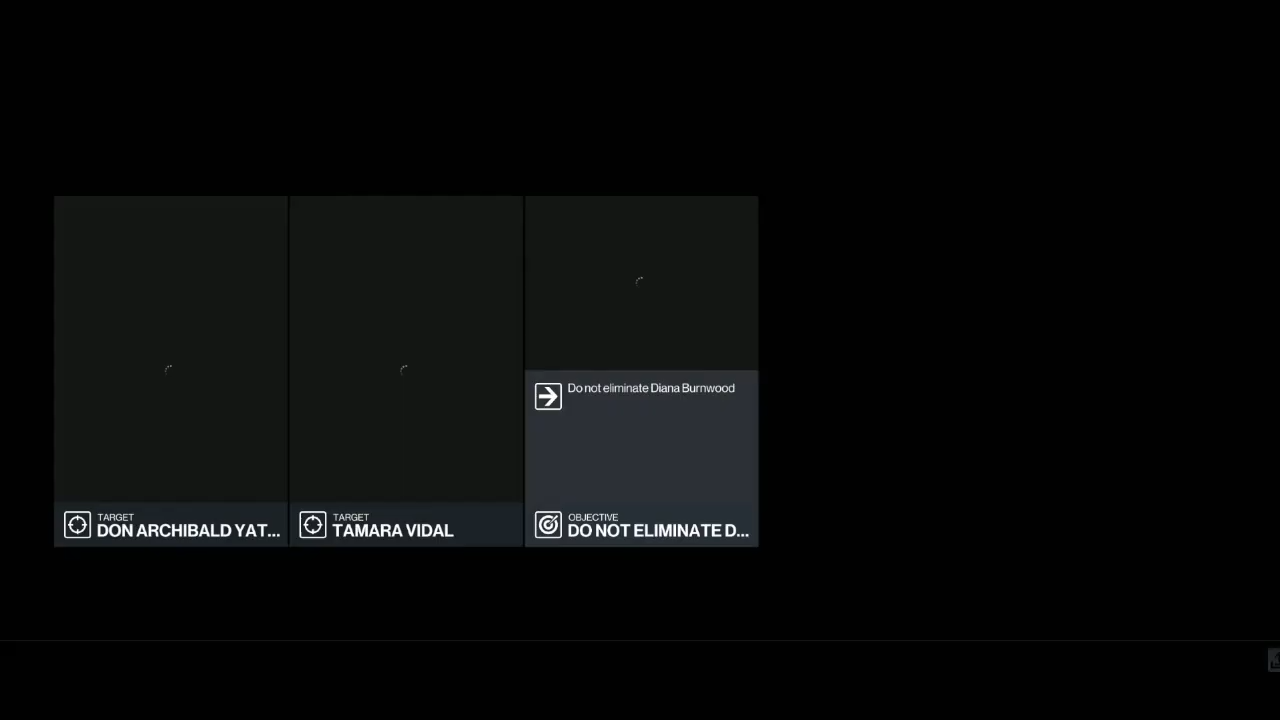 Do not eliminate Diana Burnwood
TARGET
DON ARCHIBALD YAT...
TARGET
TAMARA VIDAL
OBJECTIVE
DO NOT ELIMINATE D...